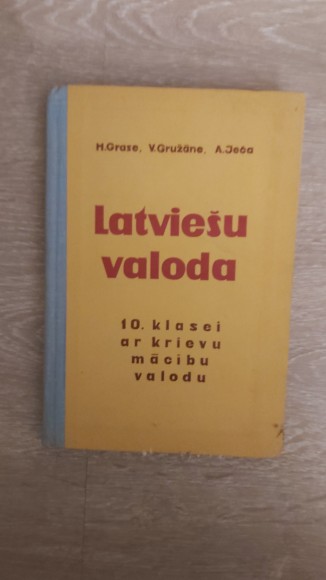 H.Grase, V.Gružāne, A.Ječa
Latviešu
valoda
10. klasei
ar krievu
mācību
valodu